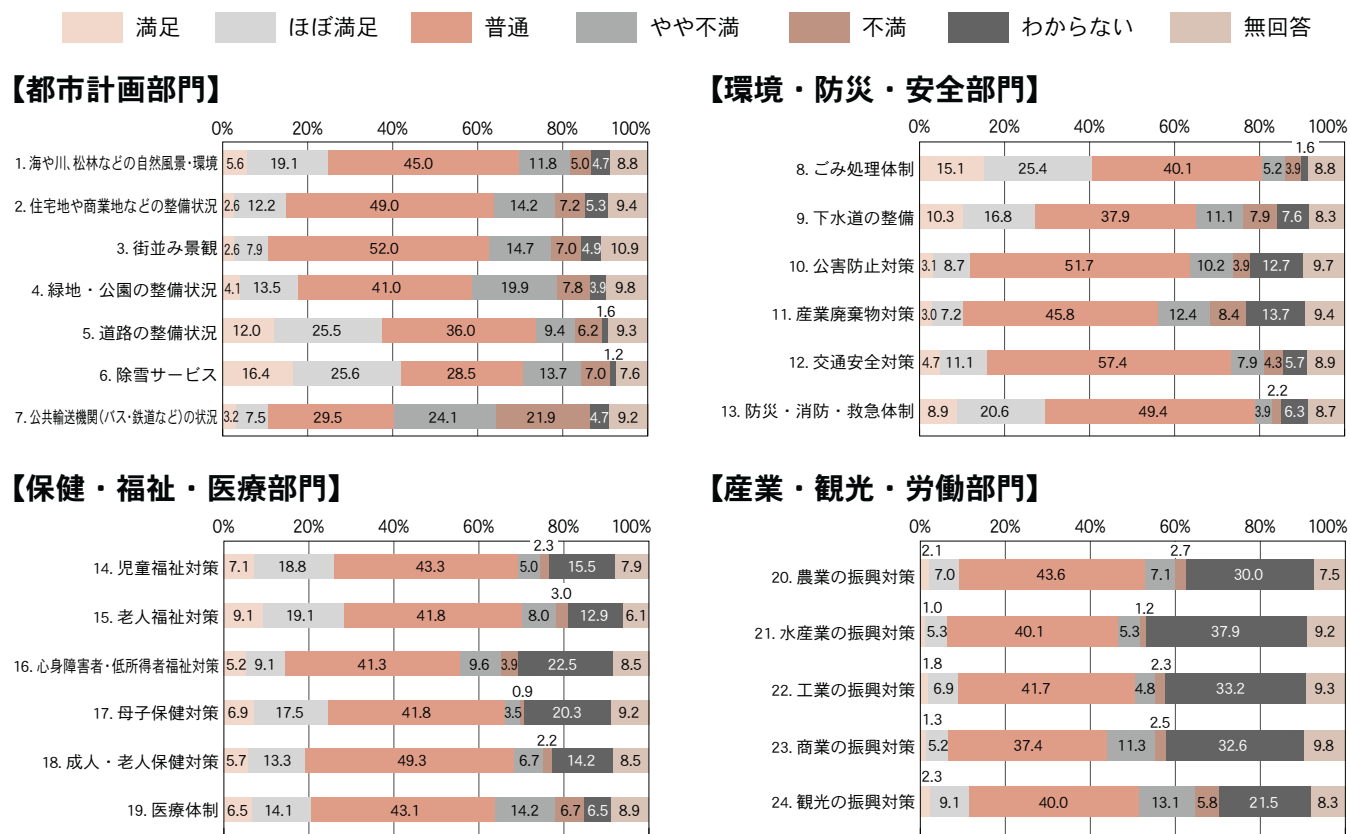 満足 ほぼ満足 普通 やや不満 不満 わからない 無回答
【都市計画部門】
0% 20% 40% 60% 80% 100%
1. 海や川、松林などの自然風景・環境 5.6 19.1 45.0 11.8 5.0 4.7 8.8
2. 住宅地や商業地などの整備状況 2.6 12.2 49.0 14.2 7.2 5.3 9.4
3. 街並み景観 2.6 7.9 52.0 14.7 7.0 4.9 10.9
4. 緑地・公園の整備状況 4.1 13.5 41.0 19.9 7.8 3.9 9.8
5. 道路の整備状況 12.0 25.5 36.0 9.4 6.2 1.6 9.3
6. 除雪サービス 16.4 25.6 28.5 13.7 7.0 1.2 7.6
7. 公共輸送機関(バス・鉄道など)の状況 3.2 7.5 29.5 24.1 21.9 4.7 9.2
【環境・防災・安全部門】
0% 20% 40% 60% 80% 100%
8. ごみ処理体制 15.1 25.4 40.1 5.2 3.9 1.6 8.8
9. 下水道の整備 10.3 16.8 37.9 11.1 7.9 7.6 8.3
10. 公害防止対策 3.1 8.7 51.7 10.2 3.9 12.7 9.7
11. 産業廃棄物対策 3.0 7.2 45.8 12.4 8.4 13.7 9.4
12. 交通安全対策 4.7 11.1 57.4 7.9 4.3 5.7 8.9
13. 防災・消防・救急体制 8.9 20.6 49.4 3.9 2.2 6.3 8.7
【保健・福祉・医療部門】
0% 20% 40% 60% 80% 100%
14. 児童福祉対策 7.1 18.8 43.3 5.0 2.3 15.5 7.9
15. 老人福祉対策 9.1 19.1 41.8 8.0 3.0 12.9 6.1
16. 心身障害者・低所得者福祉対策 5.2 9.1 41.3 9.6 3.9 22.5 8.5
17. 母子保健対策 6.9 17.5 41.8 3.5 0.9 20.3 9.2
18. 成人・老人保健対策 5.7 13.3 49.3 6.7 2.2 14.2 8.5
19. 医療体制 6.5 14.1 43.1 14.2 6.7 6.5 8.9
【産業・観光・労働部門】
0% 20% 40% 60% 80% 100%
20. 農業の振興対策 2.1 7.0 43.6 7.1 2.7 30.0 7.5
21. 水産業の振興対策 1.0 5.3 40.1 5.3 1.2 37.9 9.2
22. 工業の振興対策 1.8 6.9 41.7 4.8 2.3 33.2 9.3
23. 商業の振興対策 1.3 5.2 37.4 11.3 2.5 32.6 9.8
24. 観光の振興対策 2.3 9.1 40.0 13.1 5.8 21.5 8.3